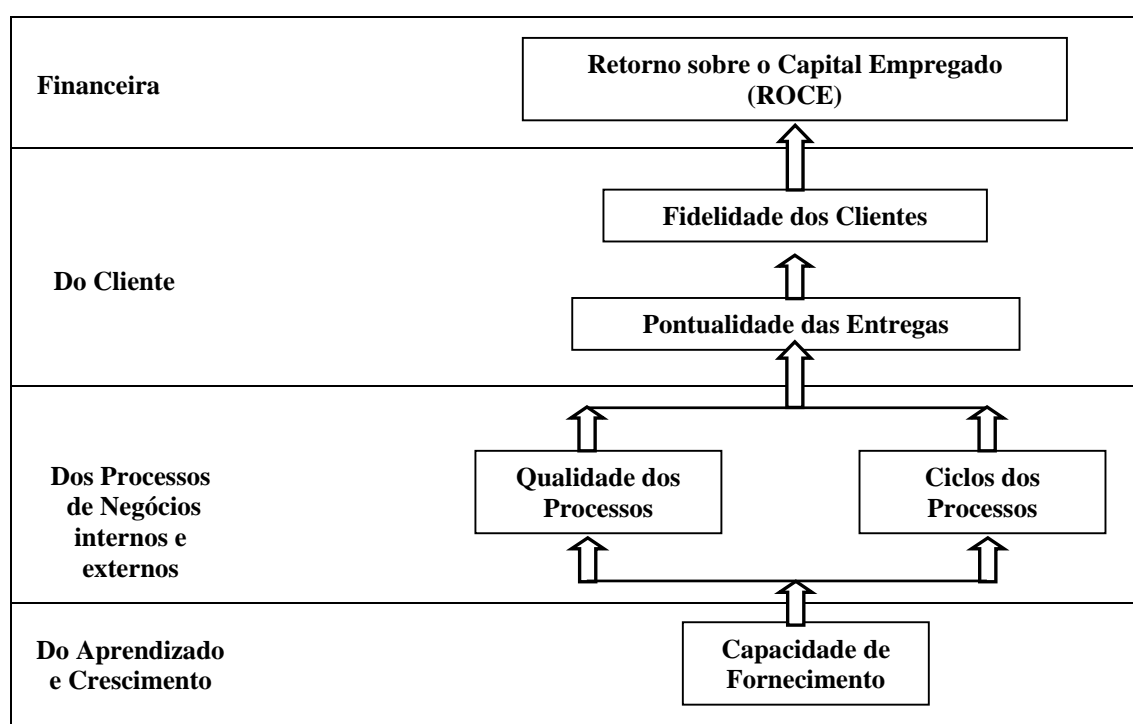 Financeira
Retorno sobre o Capital Empregado
(ROCE)
Do Cliente
Fidelidade dos Clientes
Pontualidade das Entregas
Dos Processos
de Negócios
internos e
externos
Qualidade dos
Processos
Ciclos dos
Processos
Do Aprendizado
e Crescimento
Capacidade de
Fornecimento